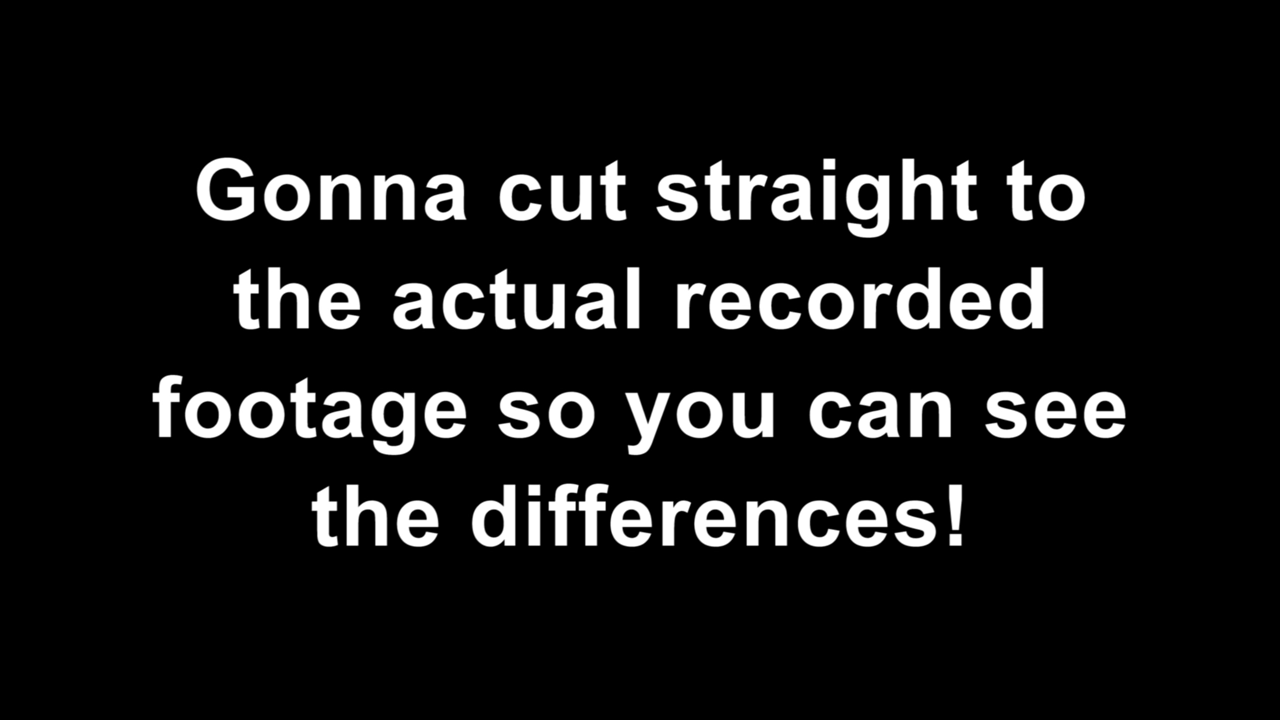 Gonna cut straight to
the actual recorded
footage so you can see
the differences!